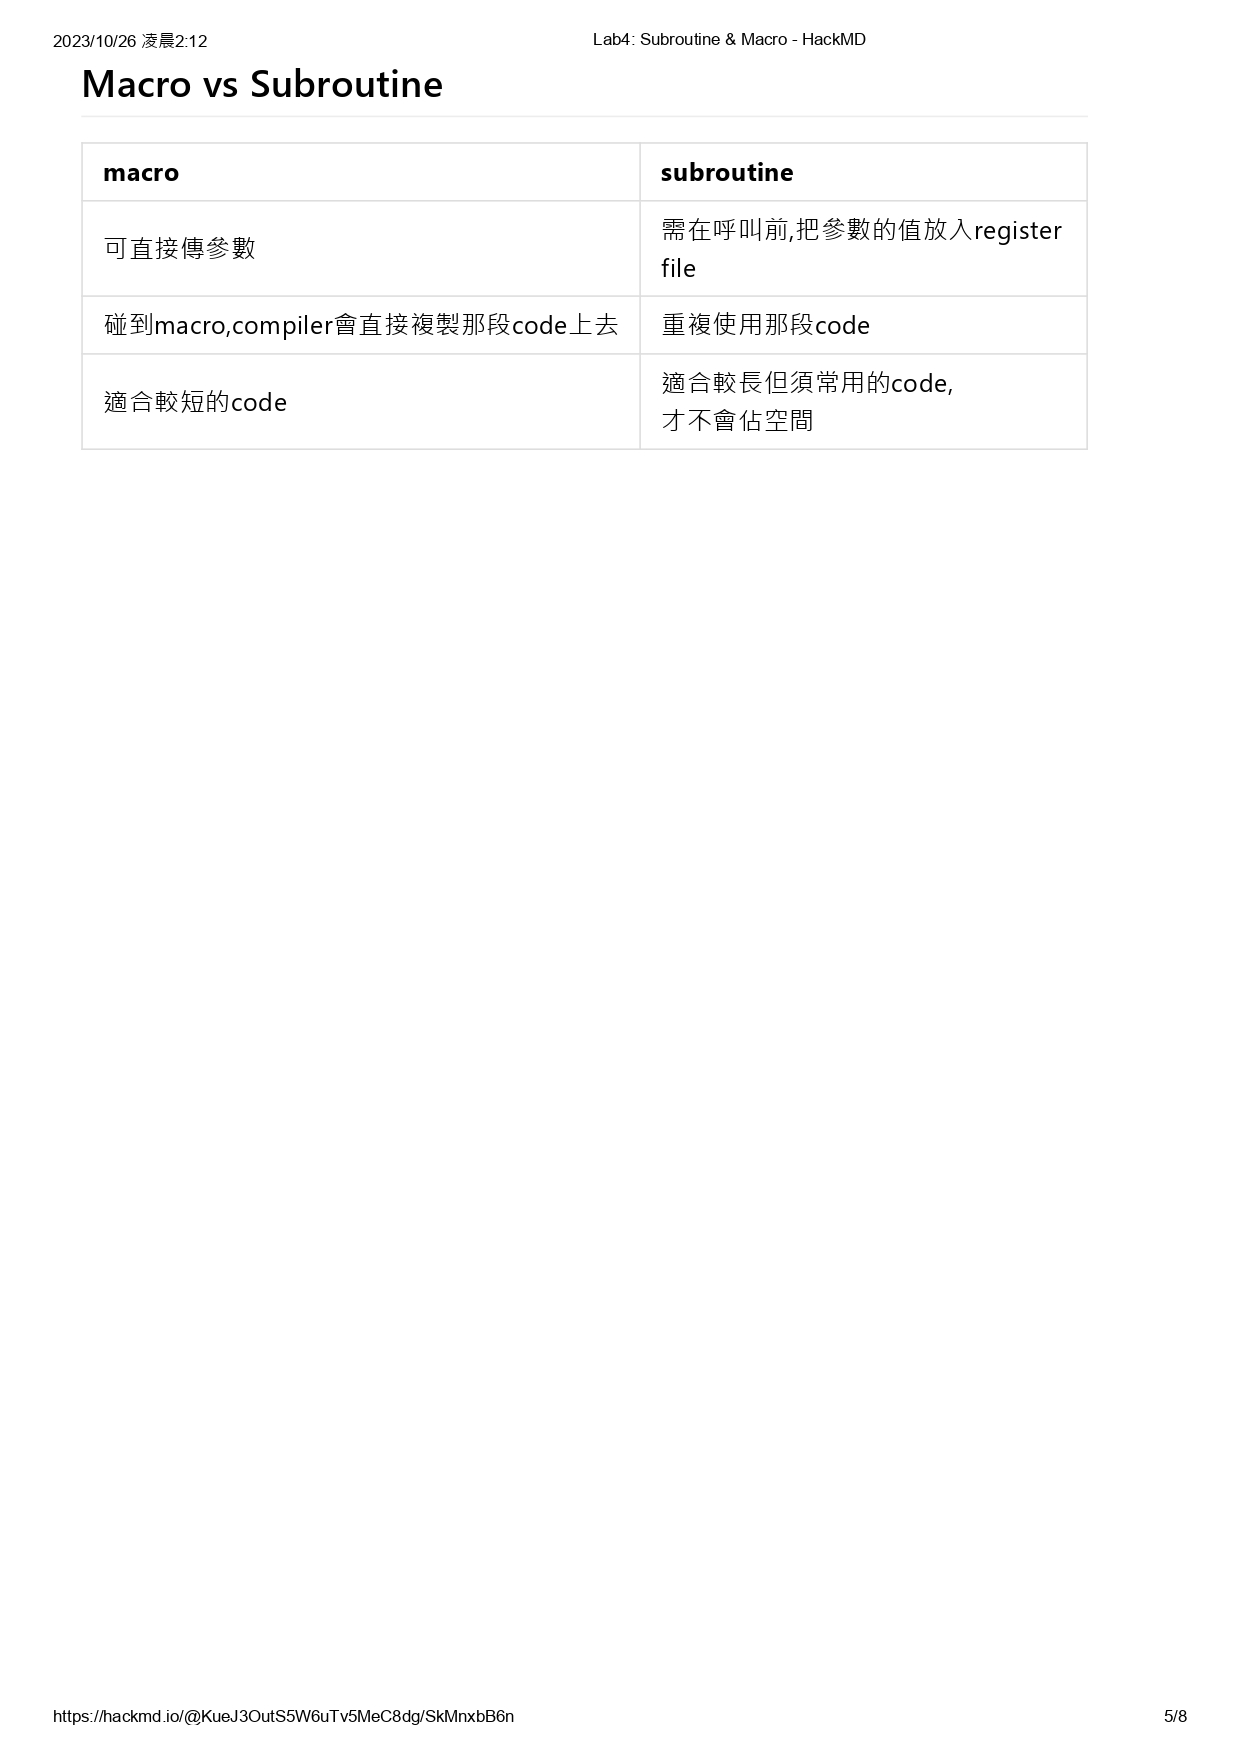 2023/10/26 凌晨2:12
Lab4: Subroutine & Macro - HackMD
Macro vs Subroutine
macro
subroutine
可直接傳參數
需在呼叫前,把參數的值放入register
file
碰到macro,compiler會直接複製那段code上去
重複使用那段code
適合較短的code
適合較長但須常用的code,
才不會佔空間
https://hackmd.io/@KueJ3OutS5W6uTv5MeC8dg/SkMnxbB6n
5/8